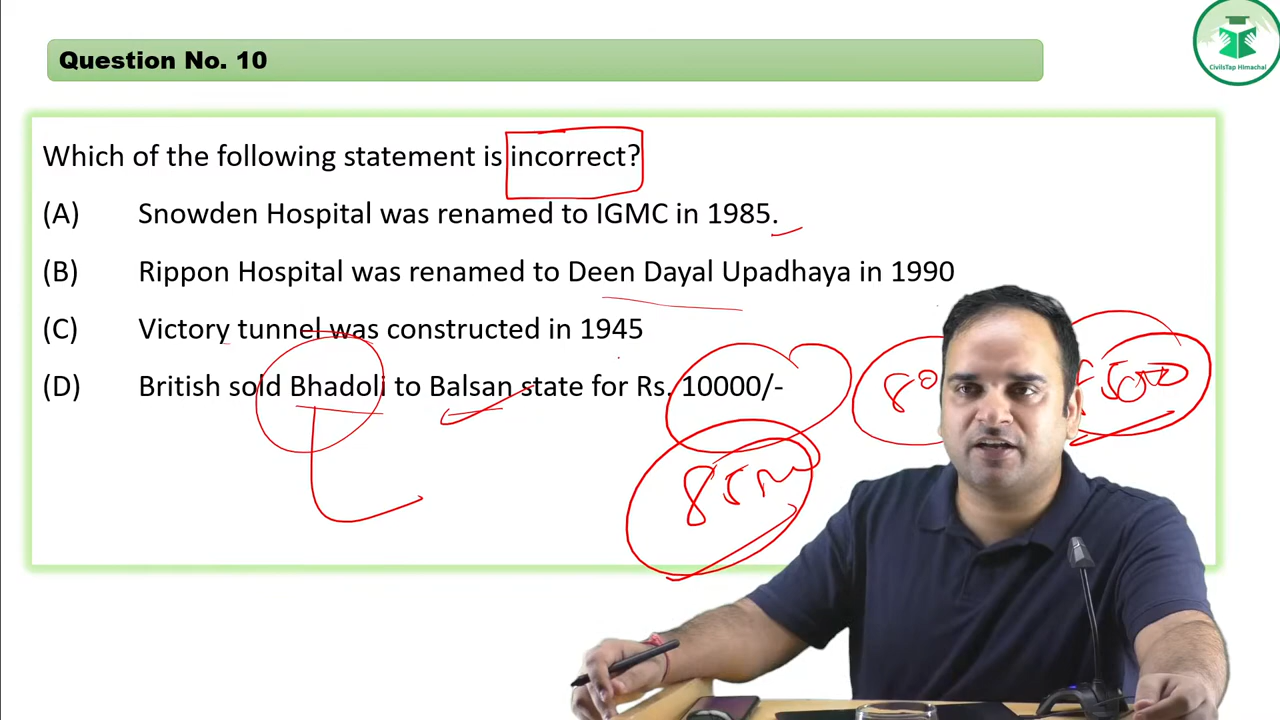 CivilsTap Himachal
Question No. 10
Which of the following statement is incorrect?
(A) Snowden Hospital was renamed to IGMC in 1985.
(B) Rippon Hospital was renamed to Deen Dayal Upadhaya in 1990
(C) Victory tunnel was constructed in 1945
(D) British sold Bhadoli to Balsan state for Rs. 10000/-